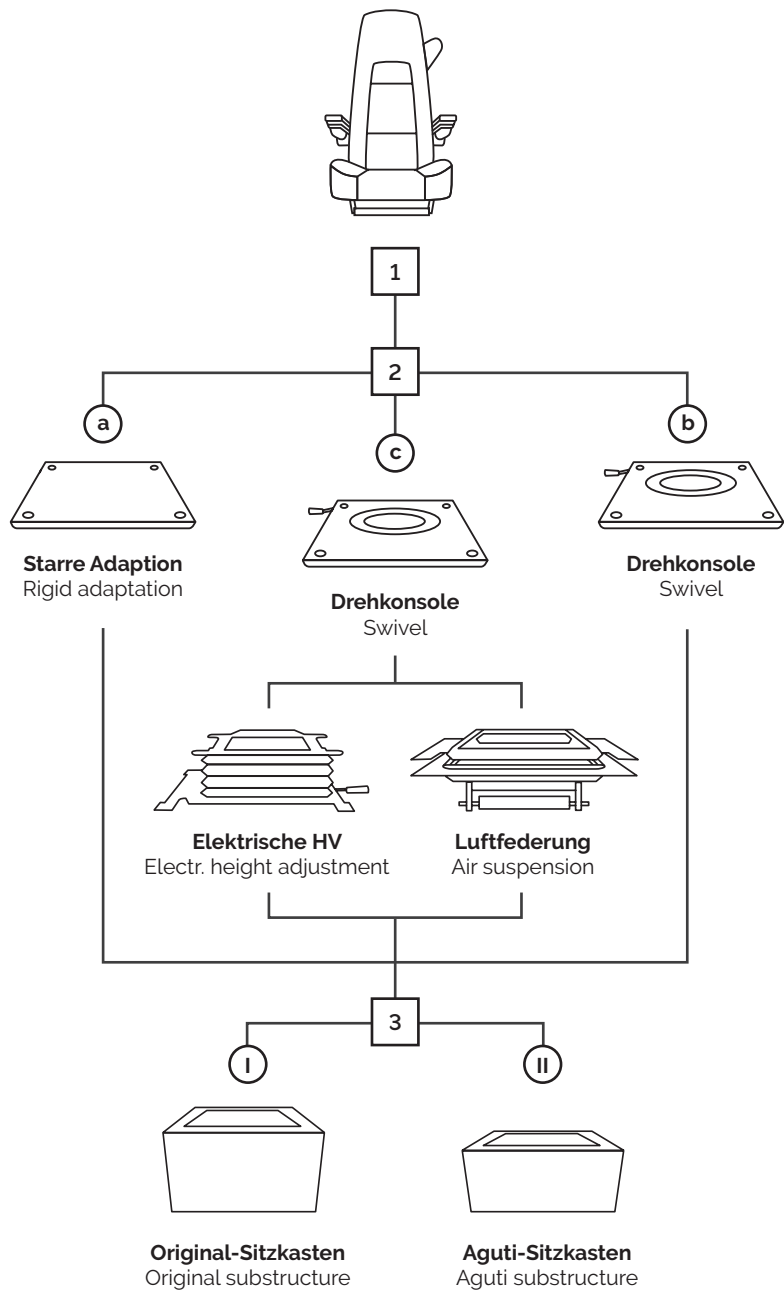 1
2
a
c
b
Starre Adaption
Rigid adaptation
Drehkonsole
Swivel
Drehkonsole
Swivel
Elektrische HV
Electr. height adjustment
Luftfederung
Air suspension
3
I
II
Original-Sitzkasten
Original substructure
Aguti-Sitzkasten
Aguti substructure